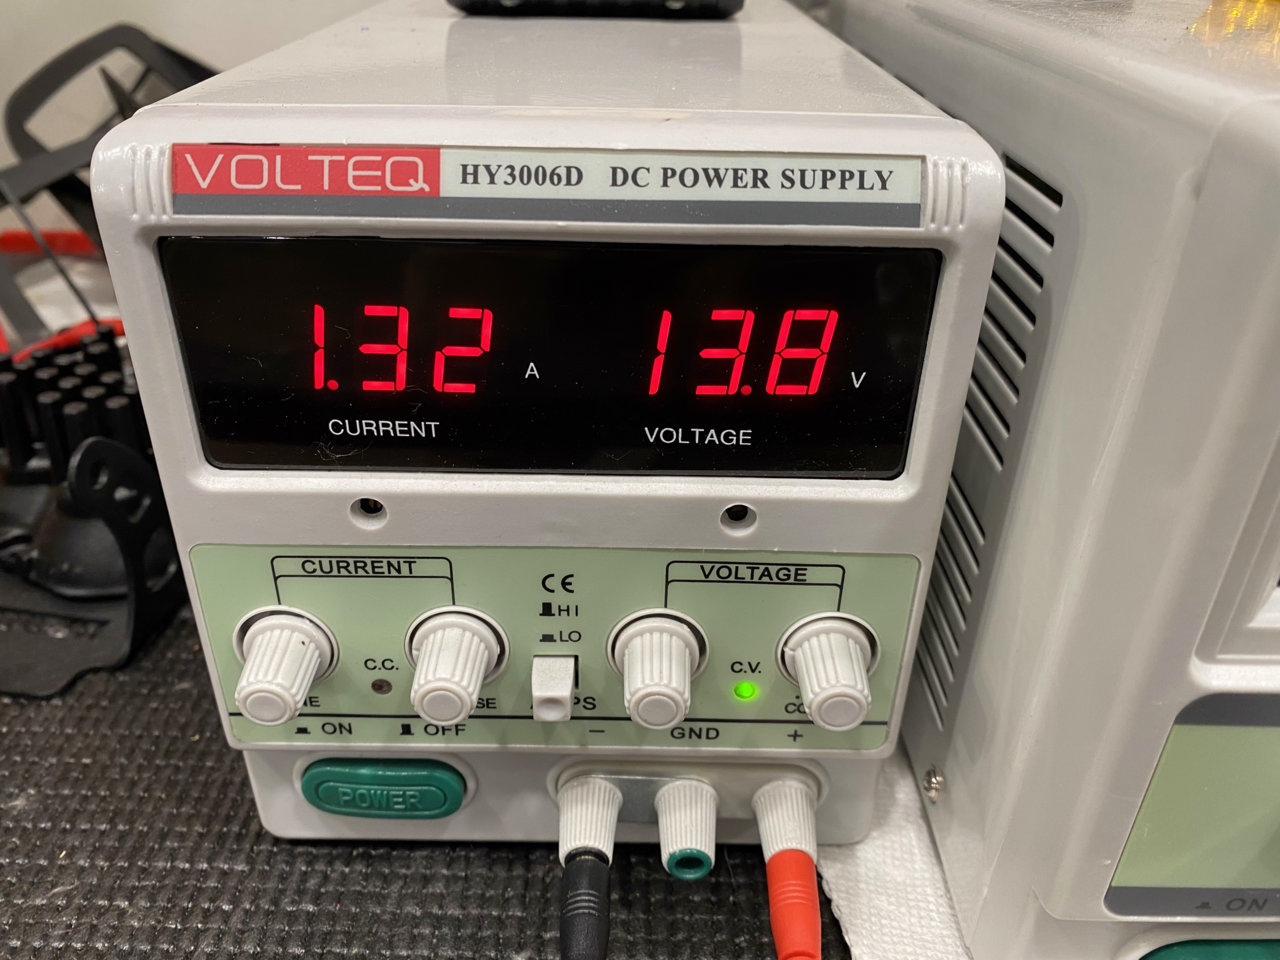 VOLTEQ HY3006D DC POWER SUPPLY
1.32 A 13.8 V
CURRENT VOLTAGE
CURRENT CE VOLTAGE
HI
LO
C.C. C.V.
ON OFF - GND +
POWER
ON